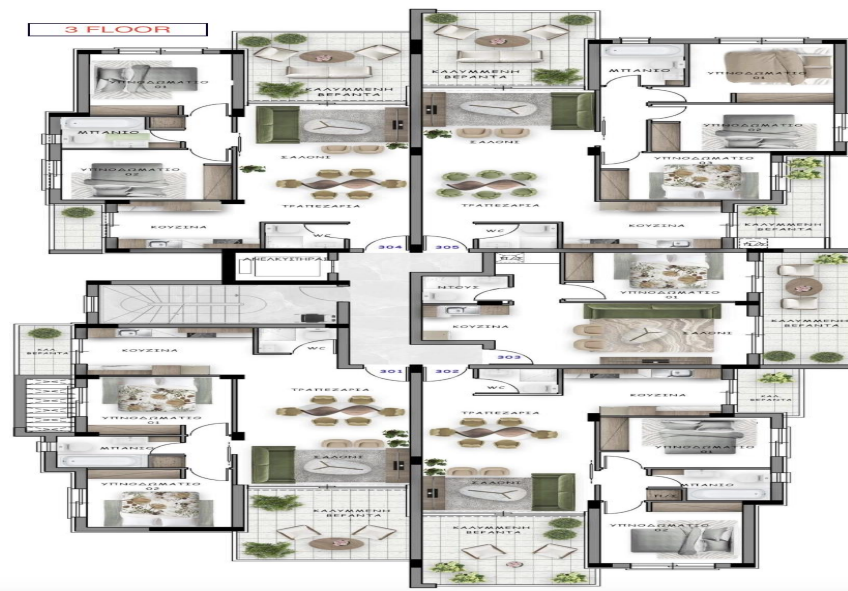 3 FLOOR
ΥΠΝΟΔΩΜΑΤΙΟ
01
ΚΑΛΥΜΜΕΝΗ
ΒΕΡΑΝΤΑ
ΚΑΛΥΜΜΕΝΗ
ΒΕΡΑΝΤΑ
ΜΠΑΝΙΟ
ΥΠΝΟΔΩΜΑΤΙΟ
01
ΜΠΑΝΙΟ
ΣΑΛΟΝΙ
ΣΑΛΟΝΙ
ΥΠΝΟΔΩΜΑΤΙΟ
02
ΥΠΝΟΔΩΜΑΤΙΟ
02
ΥΠΝΟΔΩΜΑΤΙΟ
03
ΤΡΑΠΕΖΑΡΙΑ
ΤΡΑΠΕΖΑΡΙΑ
ΚΟΥΖΙΝΑ
WC
WC
ΚΟΥΖΙΝΑ
ΚΑΛΥΜΜΕΝΗ
ΒΕΡΑΝΤΑ
304
305
ΑΝΕΛΚΥΣΤΗΡΑΣ
ΝΤΟΥΣ
ΥΠΝΟΔΩΜΑΤΙΟ
01
ΚΟΥΖΙΝΑ
ΣΑΛΟΝΙ
ΚΑΛΥΜΜΕΝΗ
ΒΕΡΑΝΤΑ
ΚΑΛ.
ΒΕΡΑΝΤΑ
ΚΟΥΖΙΝΑ
WC
303
301
302
ΤΡΑΠΕΖΑΡΙΑ
WC
ΚΟΥΖΙΝΑ
ΚΑΛ.
ΒΕΡΑΝΤΑ
ΥΠΝΟΔΩΜΑΤΙΟ
01
ΤΡΑΠΕΖΑΡΙΑ
ΜΠΑΝΙΟ
ΣΑΛΟΝΙ
ΥΠΝΟΔΩΜΑΤΙΟ
01
ΥΠΝΟΔΩΜΑΤΙΟ
02
ΣΑΛΟΝΙ
ΜΠΑΝΙΟ
ΚΑΛΥΜΜΕΝΗ
ΒΕΡΑΝΤΑ
ΚΑΛΥΜΜΕΝΗ
ΒΕΡΑΝΤΑ
ΥΠΝΟΔΩΜΑΤΙΟ
02